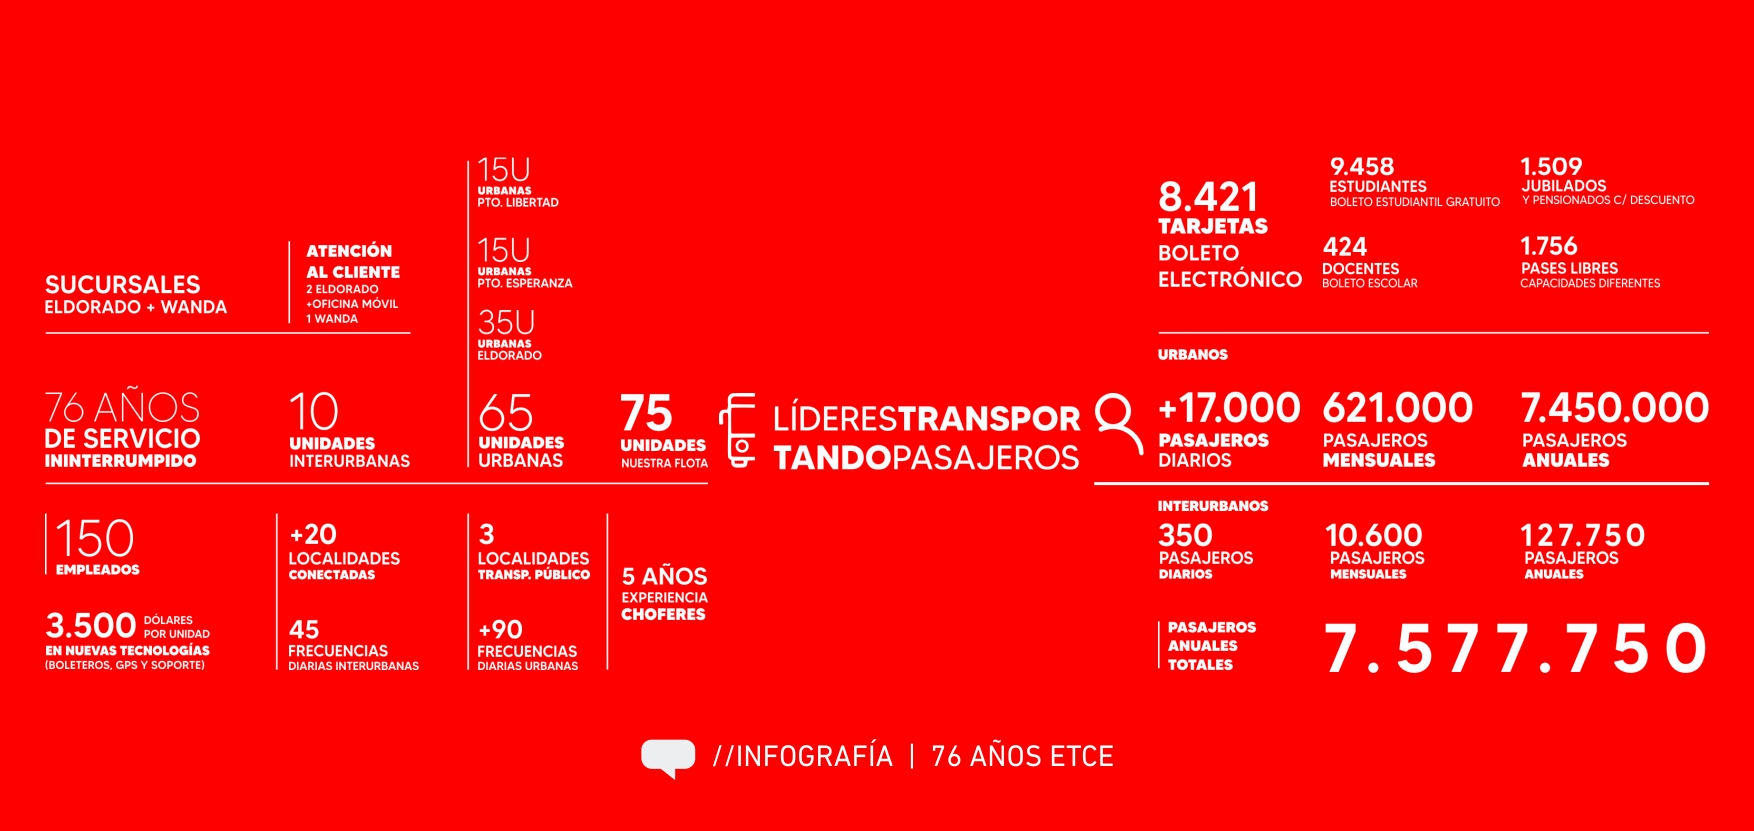 SUCURSALES
ELDORADO + WANDA
ATENCIÓN
AL CLIENTE
2 ELDORADO
+OFICINA MÓVIL
1 WANDA
15U
URBANAS
PTO. LIBERTAD
15U
URBANAS
PTO. ESPERANZA
35U
URBANAS
ELDORADO
76 AÑOS
DE SERVICIO
ININTERRUMPIDO
10
UNIDADES
INTERURBANAS
65
UNIDADES
URBANAS
75
UNIDADES
NUESTRA FLOTA
150
EMPLEADOS
3.500 DÓLARES
POR UNIDAD
EN NUEVAS TECNOLOGÍAS
(BOLETEROS, GPS Y SOPORTE)
+20
LOCALIDADES
CONECTADAS
45
FRECUENCIAS
DIARIAS INTERURBANAS
3
LOCALIDADES
TRANSP. PÚBLICO
+90
FRECUENCIAS
DIARIAS URBANAS
5 AÑOS
EXPERIENCIA
CHOFERES
LÍDERESTRANSPOR
TANDOPASAJEROS
8.421
TARJETAS
BOLETO
ELECTRÓNICO
9.458
ESTUDIANTES
BOLETO ESTUDIANTIL GRATUITO
1.509
JUBILADOS
Y PENSIONADOS C/ DESCUENTO
424
DOCENTES
BOLETO ESCOLAR
1.756
PASES LIBRES
CAPACIDADES DIFERENTES
URBANOS
+17.000
PASAJEROS
DIARIOS
621.000
PASAJEROS
MENSUALES
7.450.000
PASAJEROS
ANUALES
INTERURBANOS
350
PASAJEROS
DIARIOS
10.600
PASAJEROS
MENSUALES
127.750
PASAJEROS
ANUALES
PASAJEROS
ANUALES
TOTALES
7.577.750
//INFOGRAFÍA | 76 AÑOS ETCE